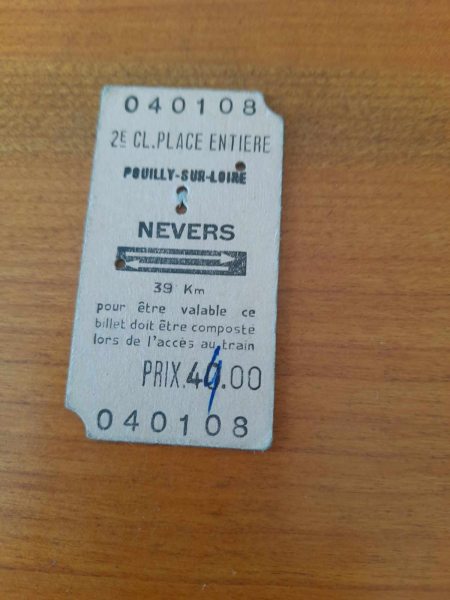 040108
2E CL.PLACE ENTIERE
POUILLY-SUR-LOIRE
NEVERS
39 Km
pour être valable ce
billet doit être composté
lors de l'accès au train
PRIX.44.00
040108